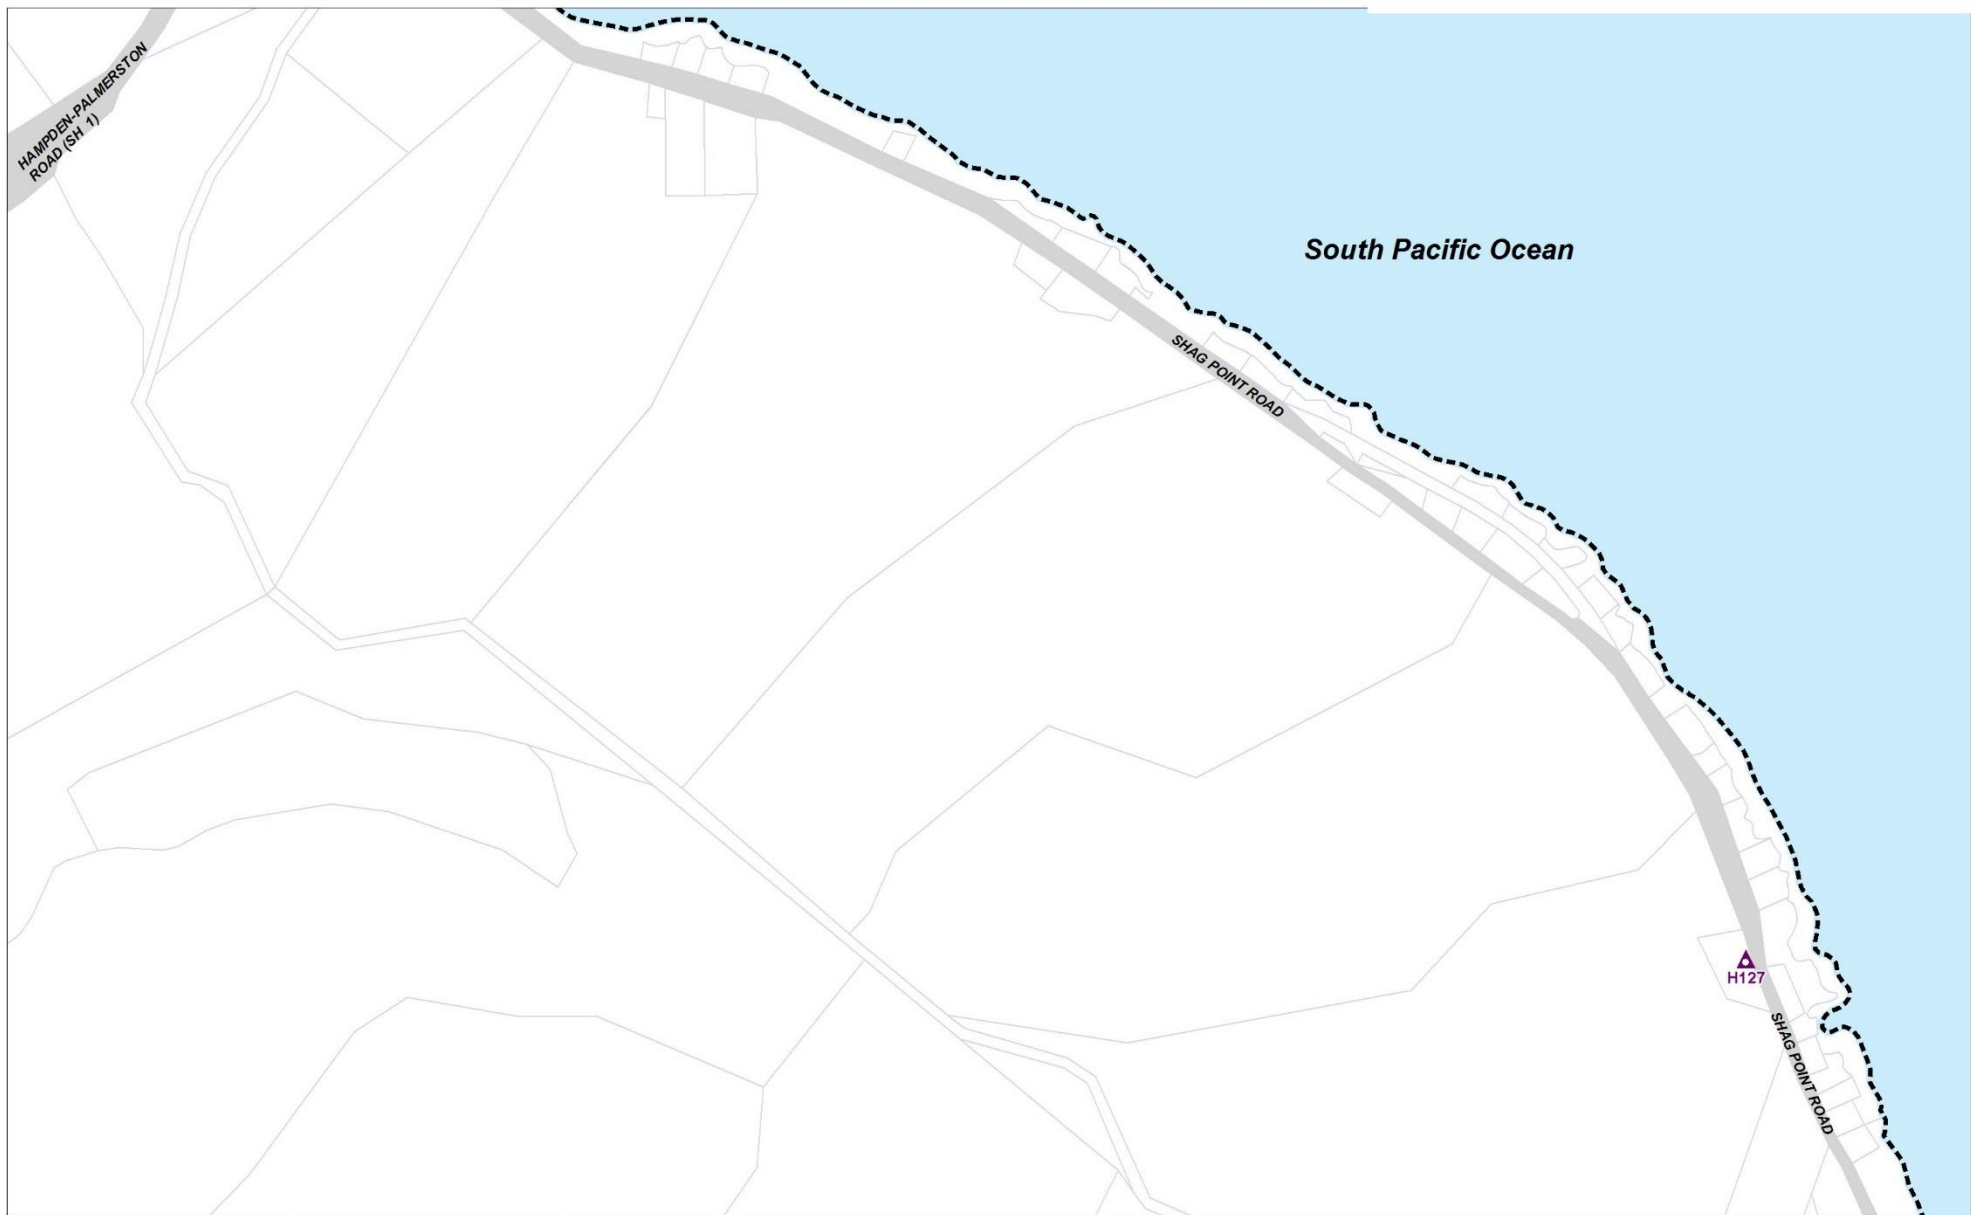 HAMPDEN-PALMERSTON
ROAD (SH 1)
South Pacific Ocean
SHAG POINT ROAD
H127
SHAG POINT ROAD